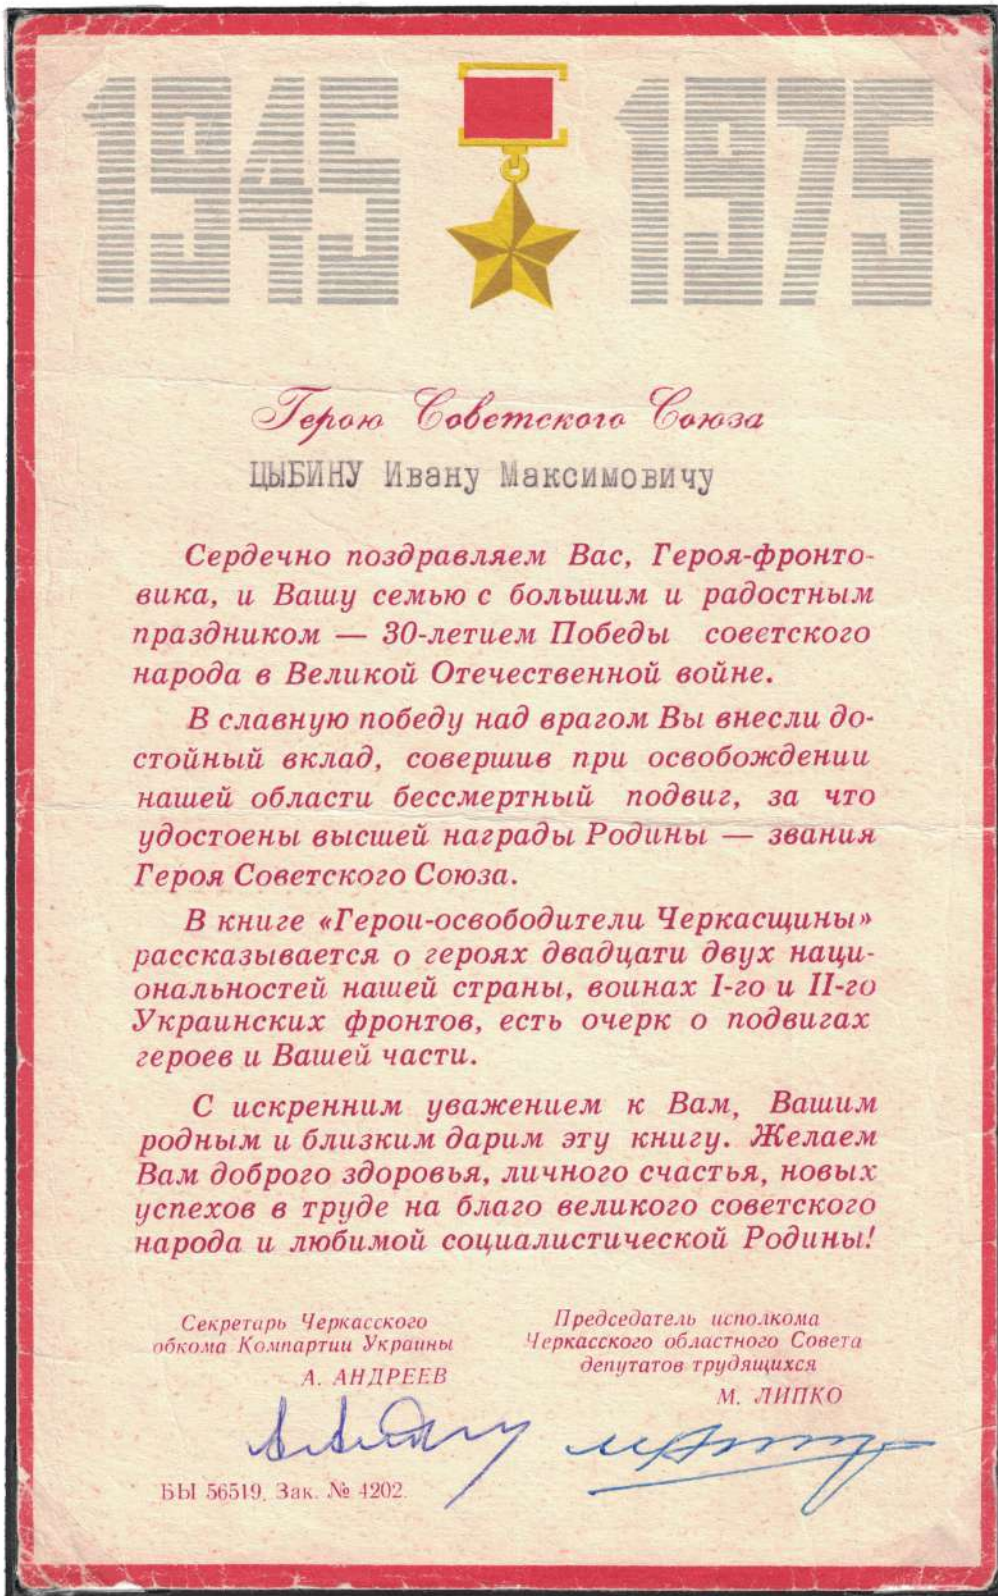 1945 1975
Герою Советского Союза
ЦЫБИНУ Ивану Максимовичу
Сердечно поздравляем Вас, Героя-фронто-
вика, и Вашу семью с большим и радостным
праздником — 30-летием Победы советского
народа в Великой Отечественной войне.
В славную победу над врагом Вы внесли до-
стойный вклад, совершив при освобождении
нашей области бессмертный подвиг, за что
удостоены высшей награды Родины — звания
Героя Советского Союза.
В книге «Герои-освободители Черкасщины»
рассказывается о героях двадцати двух наци-
ональностей нашей страны, воинах I-го и II-го
Украинских фронтов, есть очерк о подвигах
героев и Вашей части.
С искренним уважением к Вам, Вашим
родным и близким дарим эту книгу. Желаем
Вам доброго здоровья, личного счастья, новых
успехов в труде на благо великого советского
народа и любимой социалистической Родины!
Секретарь Черкасского
обкома Компартии Украины
А. АНДРЕЕВ
Председатель исполкома
Черкасского областного Совета
депутатов трудящихся
М. ЛИПКО
БЫ 56519. Зак. № 4202.